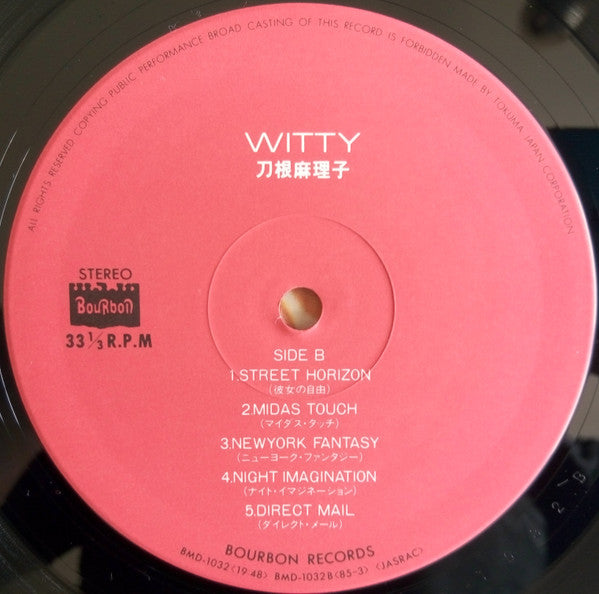 ALL RIGHTS RESERVED COPYING PUBLIC PERFORMANCE BROAD CASTING OF THIS RECORD IS FORBIDDEN MADE BY TOKUMA JAPAN CORPORATION
WITTY
刀根麻理子
STEREO
BouRbon
33 1/3 R.P.M
SIDE B
1.STREET HORIZON
(彼女の自由)
2.MIDAS TOUCH
(マイダス・タッチ)
3.NEWYORK FANTASY
(ニューヨーク・ファンタジー)
4.NIGHT IMAGINATION
(ナイト・イマジネーション)
5.DIRECT MAIL
(ダイレクト・メール)
BOURBON RECORDS
BMD-1032〈19:48〉 BMD-1032B〈85-3〉 〈JASRAC〉